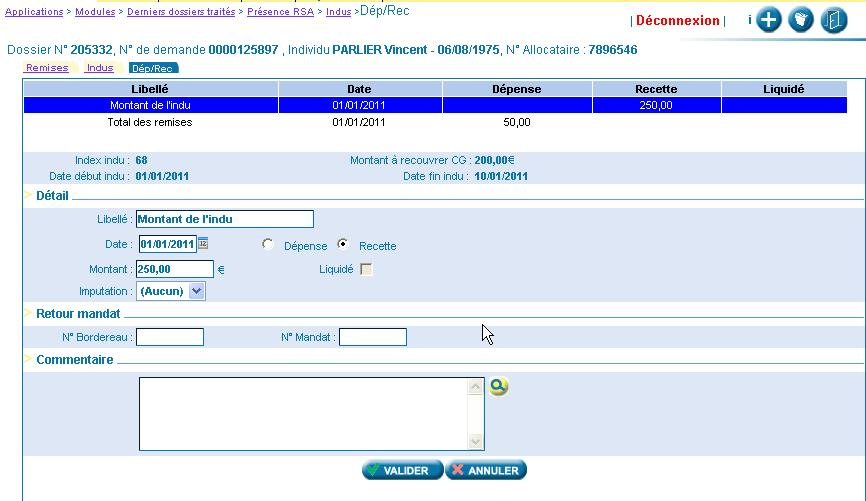 Applications > Modules > Derniers dossiers traités > Présence RSA > Indus >Dép/Rec
| Déconnexion | i
Dossier N° 205332, N° de demande 0000125897 , Individu PARLIER Vincent - 06/08/1975, N° Allocataire : 7896546
Remises Indus Dép/Rec
Libellé Date Dépense Recette Liquidé
Montant de l'indu 01/01/2011 250,00
Total des remises 01/01/2011 50,00
Index indu : 68 Montant à recouvrer CG : 200,00€
Date début indu : 01/01/2011 Date fin indu : 10/01/2011
> Détail
Libellé : Montant de l'indu
Date : 01/01/2011 Dépense Recette
Montant : 250,00 € Liquidé
Imputation : (Aucun)
> Retour mandat
N° Bordereau : N° Mandat :
> Commentaire
VALIDER ANNULER